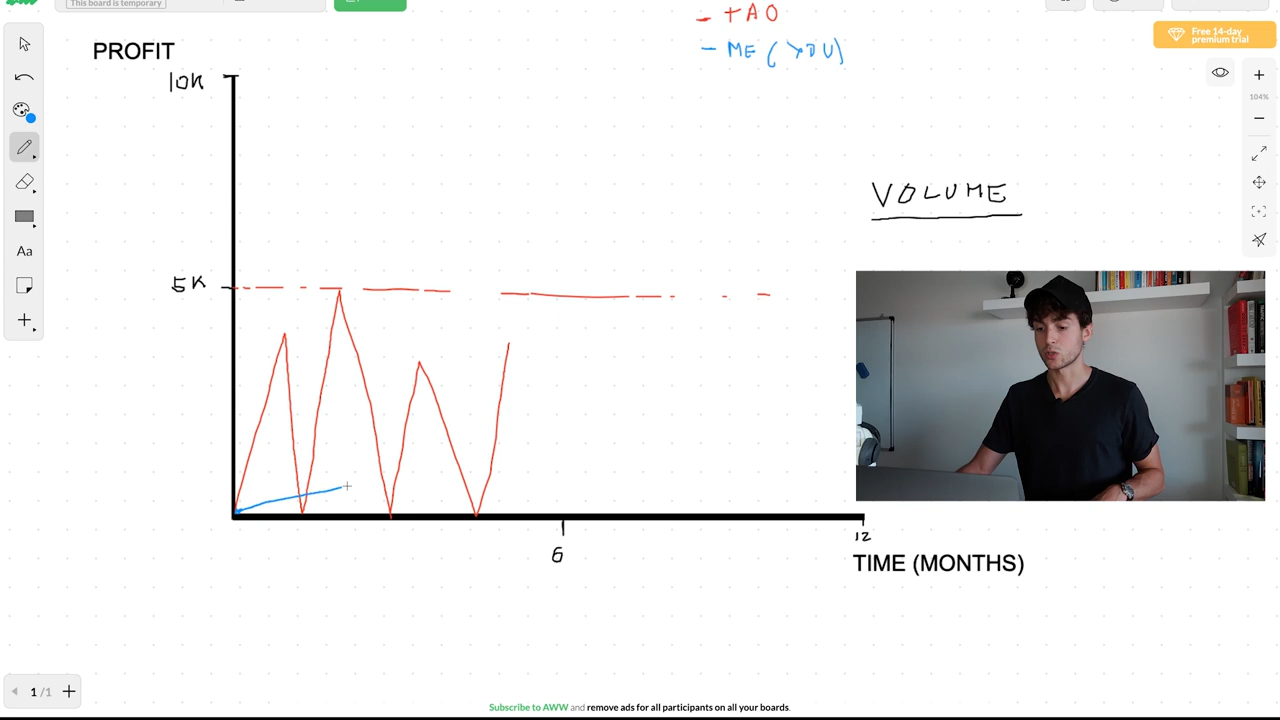 This board is temporary
- TAO
- ME (YOU)
Free 14-day
premium trial
PROFIT
10K
104%
VOLUME
5K
Aa
6
12
TIME (MONTHS)
1/1
Subscribe to AWW and remove ads for all participants on all your boards.